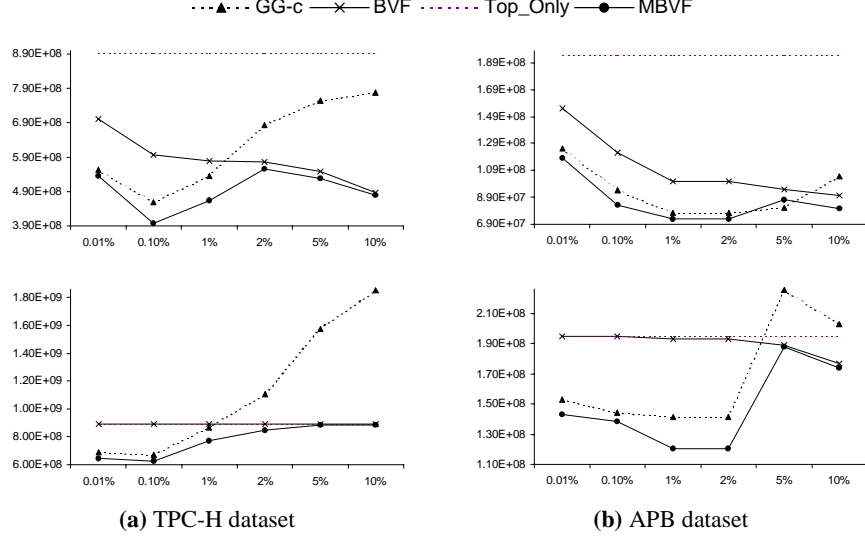 GG-c BVF Top_Only MBVF
8.90E+08
7.90E+08
6.90E+08
5.90E+08
4.90E+08
3.90E+08
0.01% 0.10% 1% 2% 5% 10%
1.89E+08
1.69E+08
1.49E+08
1.29E+08
1.09E+08
8.90E+07
6.90E+07
0.01% 0.10% 1% 2% 5% 10%
1.80E+09
1.60E+09
1.40E+09
1.20E+09
1.00E+09
8.00E+08
6.00E+08
0.01% 0.10% 1% 2% 5% 10%
2.10E+08
1.90E+08
1.70E+08
1.50E+08
1.30E+08
1.10E+08
0.01% 0.10% 1% 2% 5% 10%
(a) TPC-H dataset
(b) APB dataset